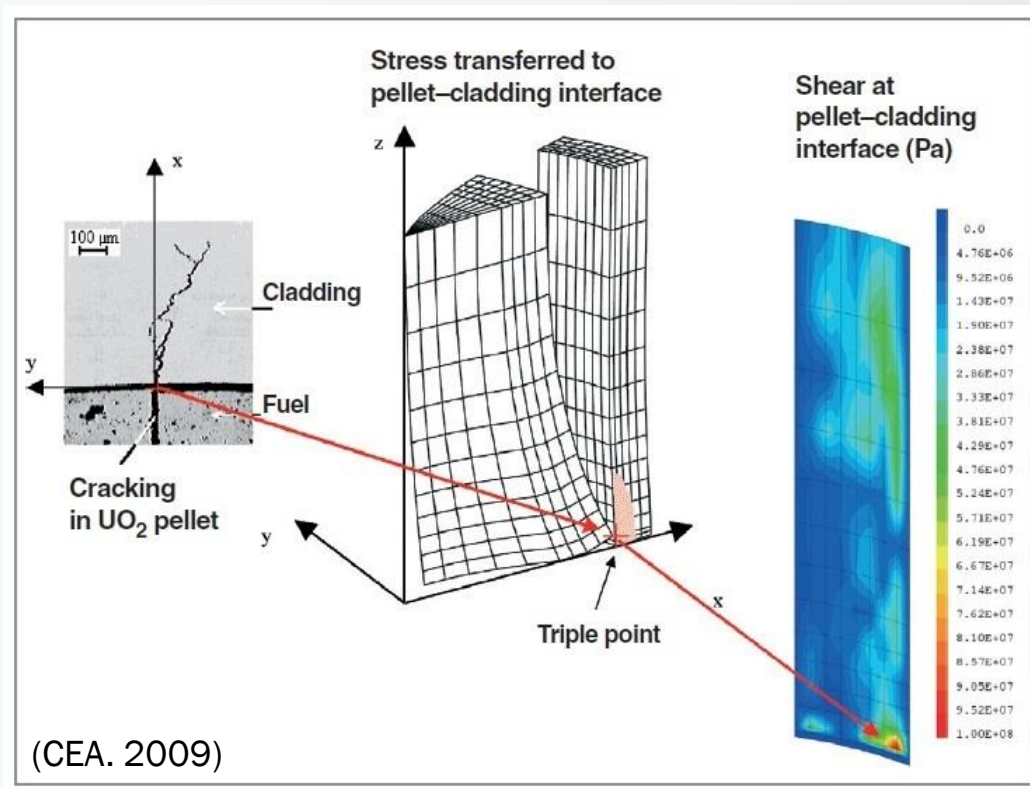 Stress transferred to
pellet–cladding interface
Shear at
pellet–cladding
interface (Pa)
x
z
100 µm
Cladding
y
Fuel
Cracking
in UO2 pellet
y
x
Triple point
0.0
4.76E+06
9.52E+06
1.43E+07
1.90E+07
2.38E+07
2.86E+07
3.33E+07
3.81E+07
4.29E+07
4.76E+07
5.24E+07
5.71E+07
6.19E+07
6.67E+07
7.14E+07
7.62E+07
8.10E+07
8.57E+07
9.05E+07
9.52E+07
1.00E+08
(CEA. 2009)